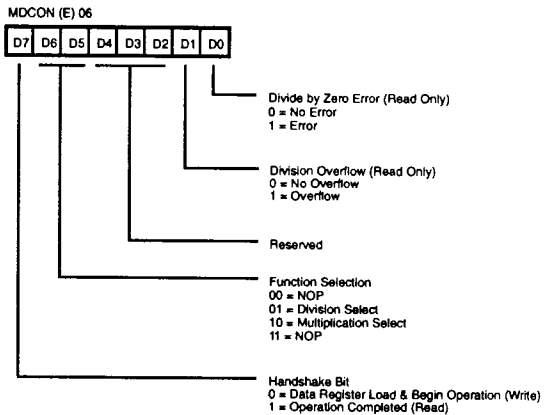 MDCON (E) 06
D7 D6 D5 D4 D3 D2 D1 D0
Divide by Zero Error (Read Only)
0 = No Error
1 = Error
Division Overflow (Read Only)
0 = No Overflow
1 = Overflow
Reserved
Function Selection
00 = NOP
01 = Division Select
10 = Multiplication Select
11 = NOP
Handshake Bit
0 = Data Register Load & Begin Operation (Write)
1 = Operation Completed (Read)